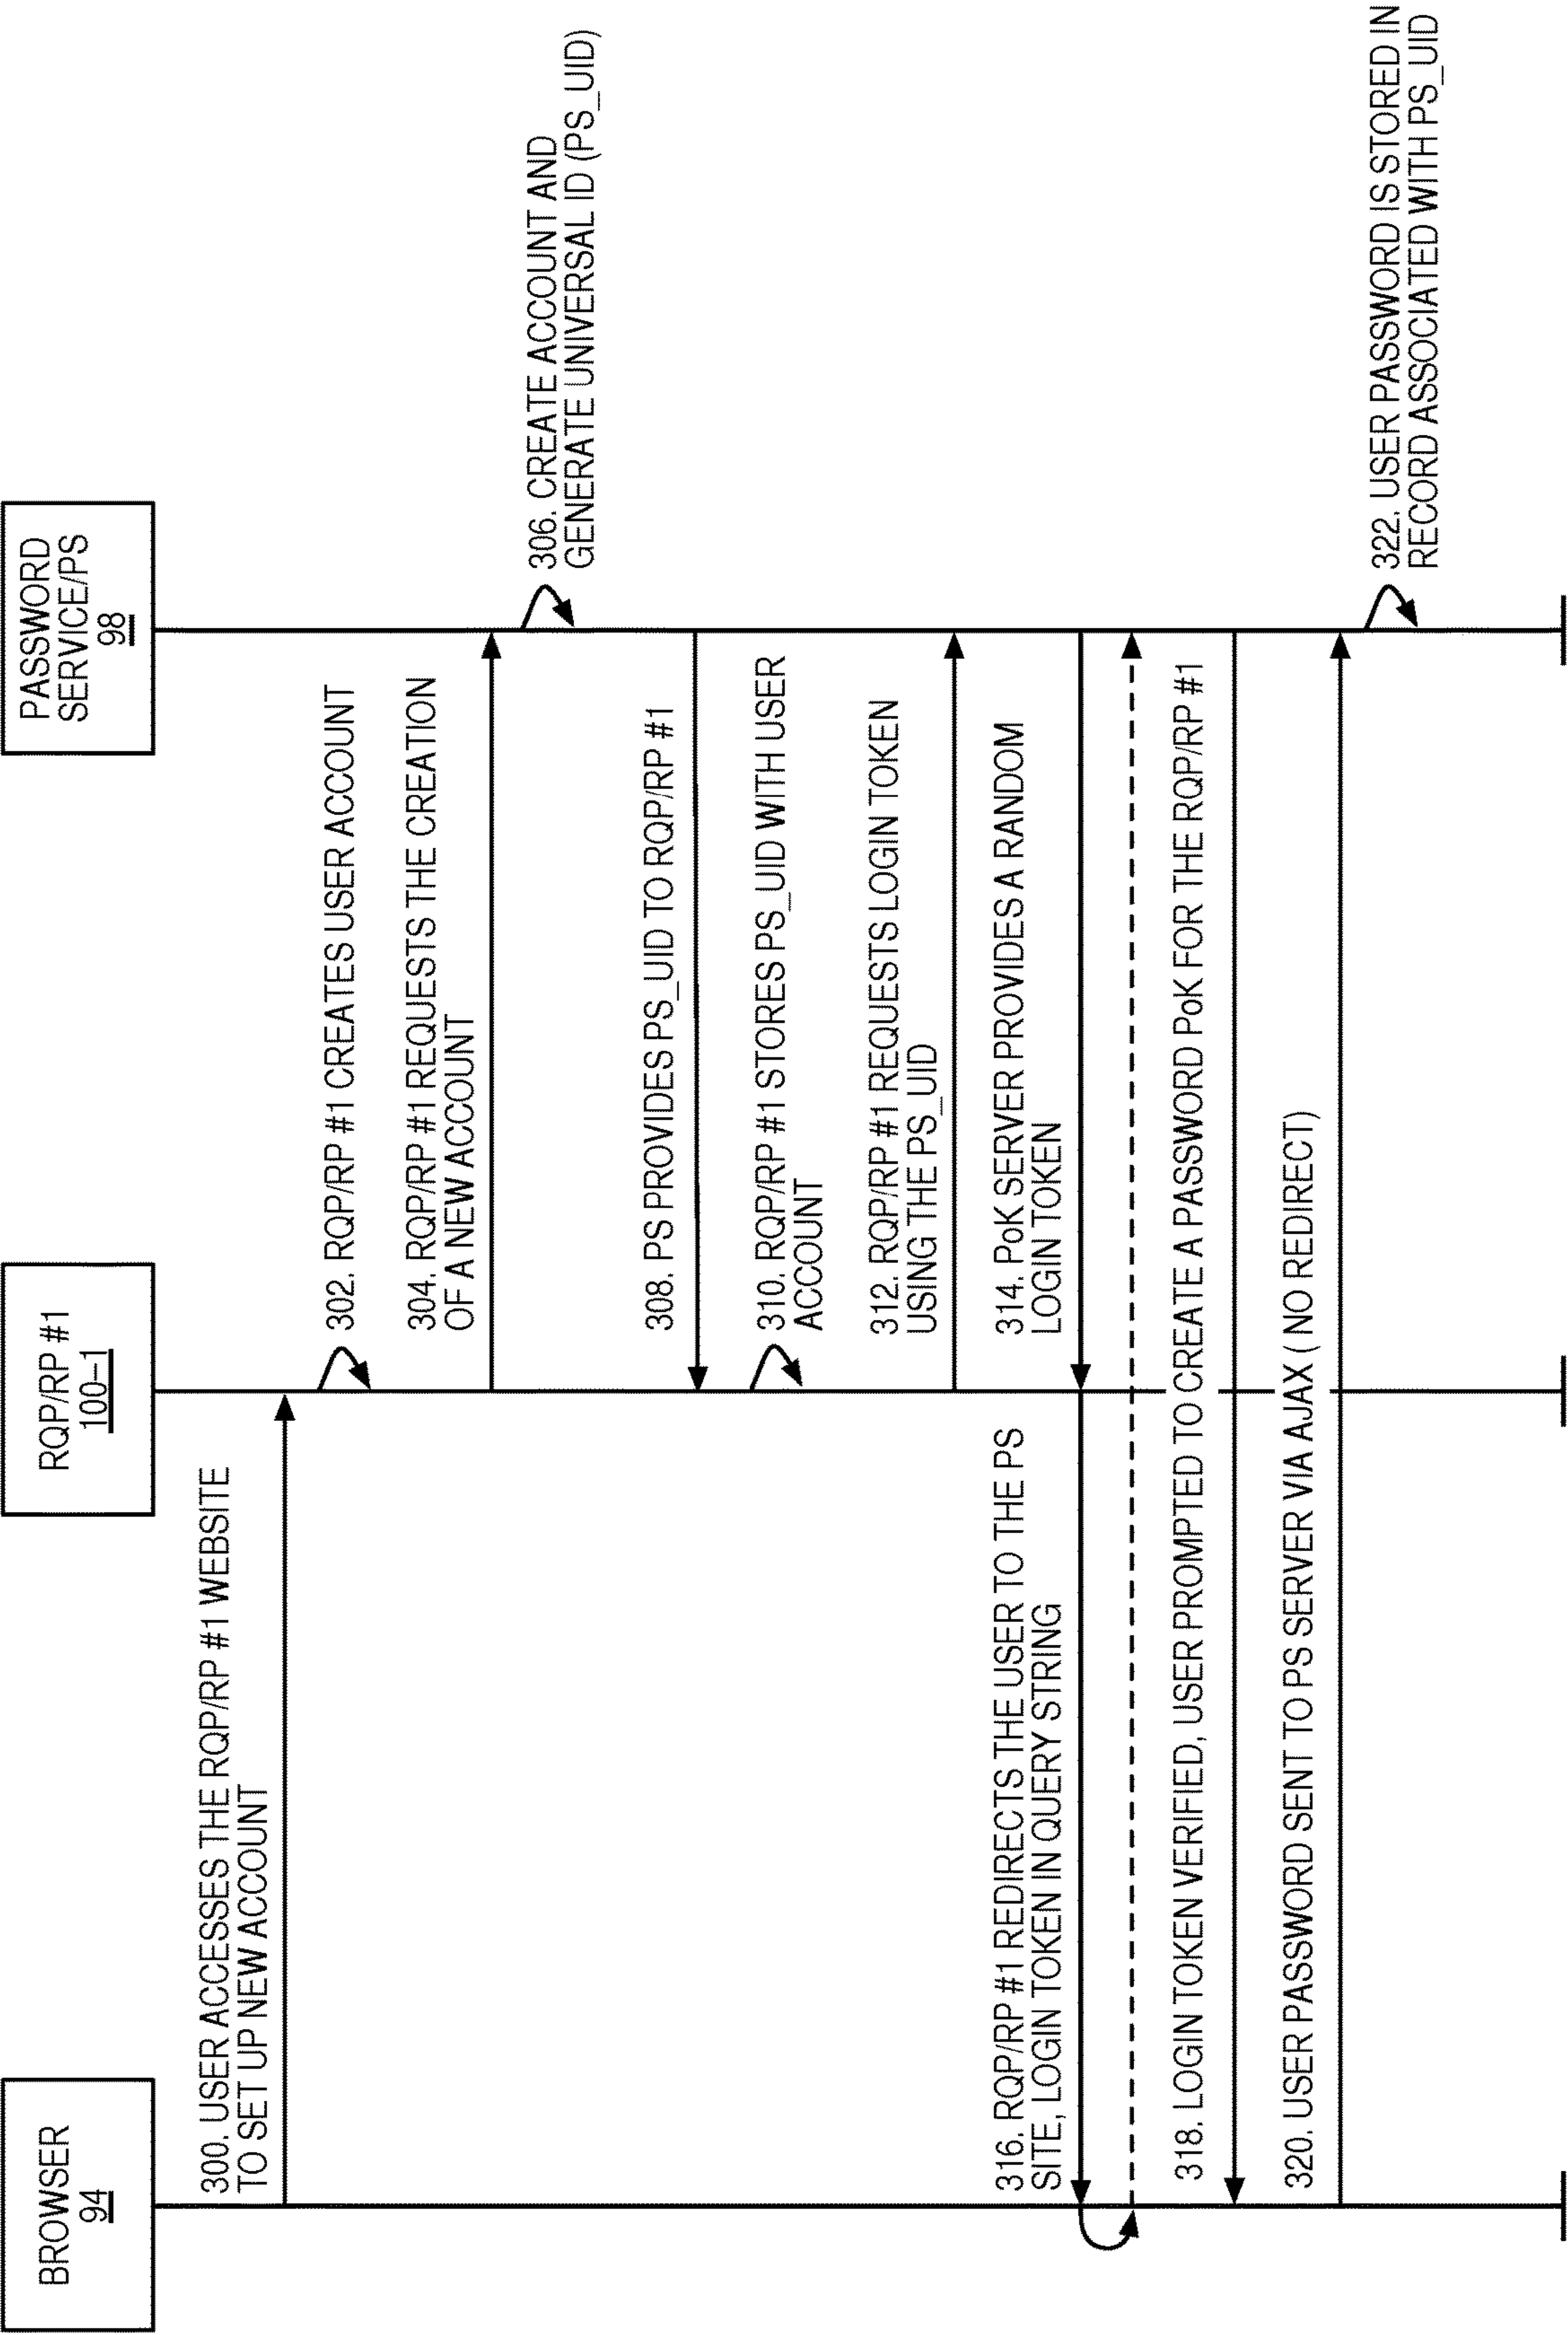 BROWSER
94
RQP/RP #1
100–1
PASSWORD
SERVICE/PS
98
300. USER ACCESSES THE RQP/RP #1 WEBSITE
TO SET UP NEW ACCOUNT
302. RQP/RP #1 CREATES USER ACCOUNT
304. RQP/RP #1 REQUESTS THE CREATION
OF A NEW ACCOUNT
306. CREATE ACCOUNT AND
GENERATE UNIVERSAL ID (PS_UID)
308. PS PROVIDES PS_UID TO RQP/RP #1
310. RQP/RP #1 STORES PS_UID WITH USER
ACCOUNT
312. RQP/RP #1 REQUESTS LOGIN TOKEN
USING THE PS_UID
314. PoK SERVER PROVIDES A RANDOM
LOGIN TOKEN
316. RQP/RP #1 REDIRECTS THE USER TO THE PS
SITE, LOGIN TOKEN IN QUERY STRING
318. LOGIN TOKEN VERIFIED, USER PROMPTED TO CREATE A PASSWORD PoK FOR THE RQP/RP #1
320. USER PASSWORD SENT TO PS SERVER VIA AJAX ( NO REDIRECT)
322. USER PASSWORD IS STORED IN
RECORD ASSOCIATED WITH PS_UID